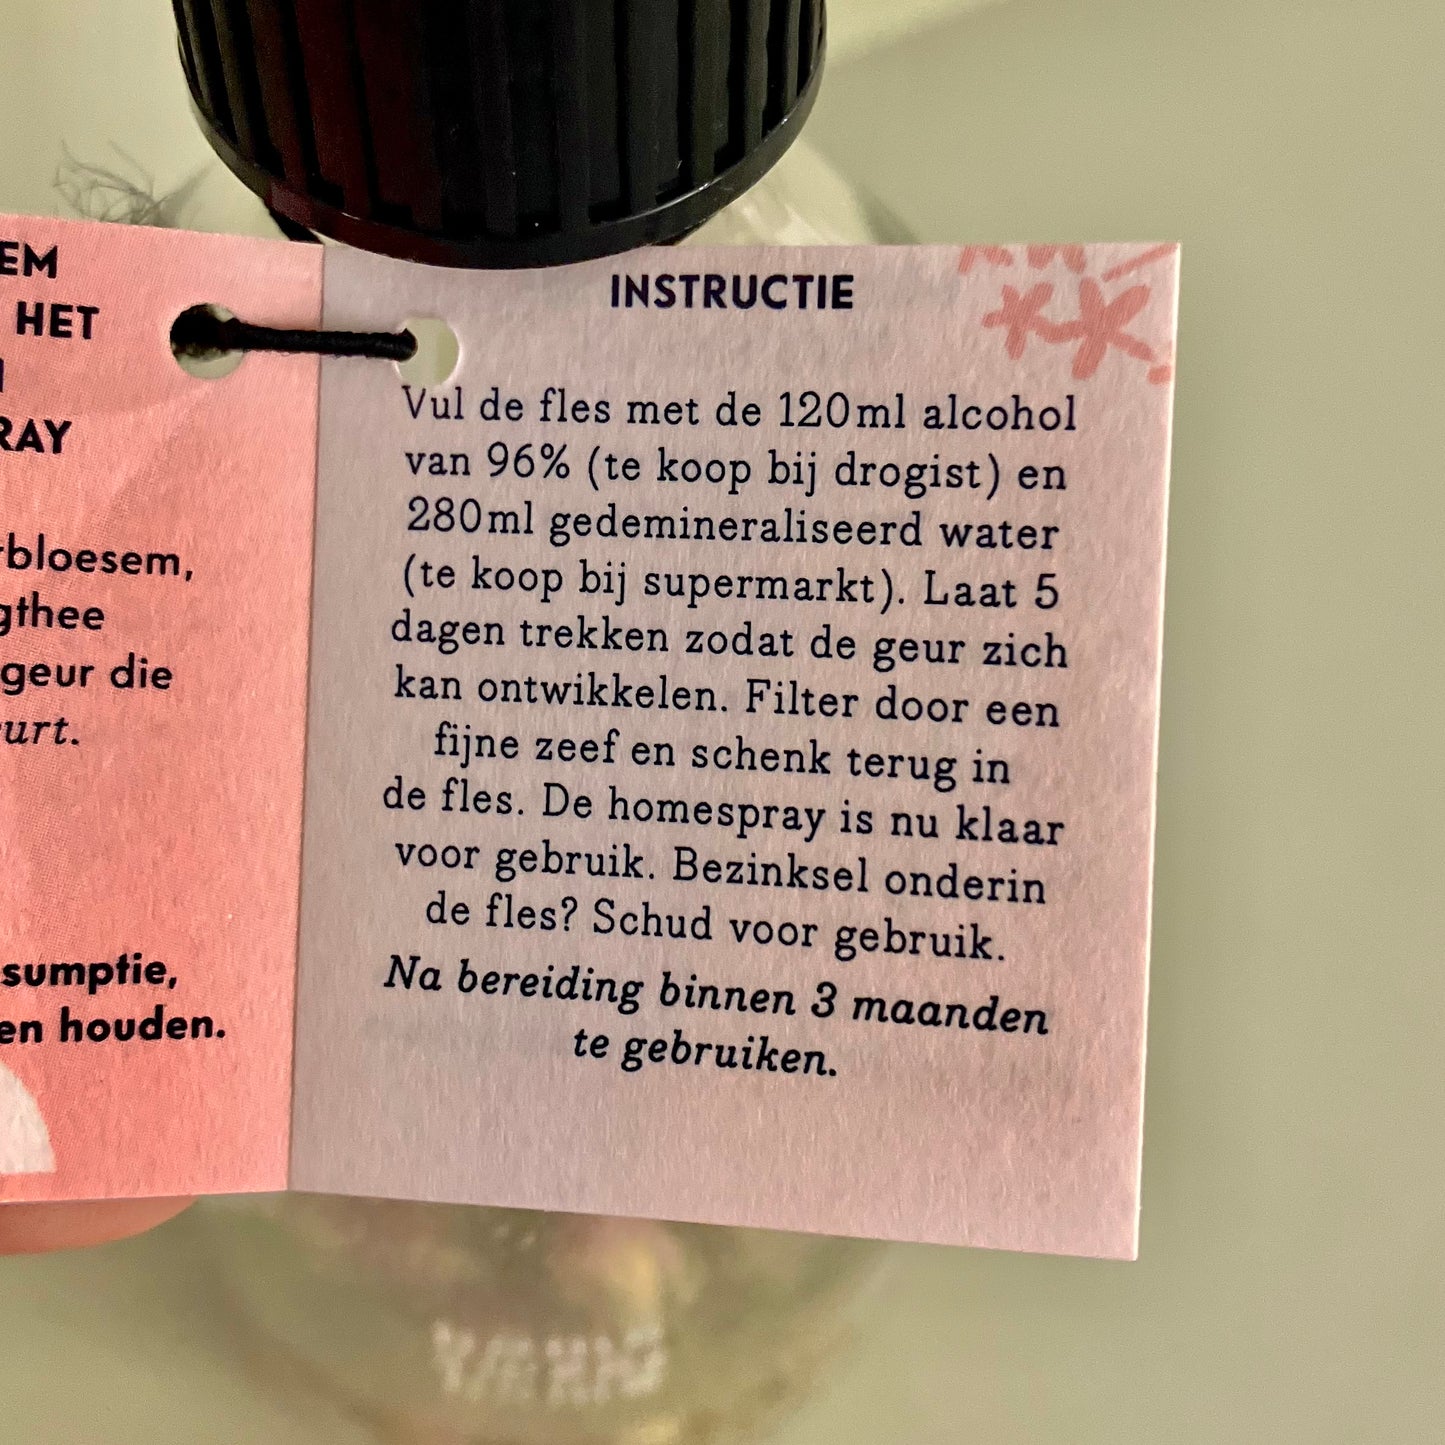 EM
HET
RAY
bloesem,
gthee
geur die
urt.
sumptie,
en houden.
INSTRUCTIE
Vul de fles met de 120ml alcohol
van 96% (te koop bij drogist) en
280ml gedemineraliseerd water
(te koop bij supermarkt). Laat 5
dagen trekken zodat de geur zich
kan ontwikkelen. Filter door een
fijne zeef en schenk terug in
de fles. De homespray is nu klaar
voor gebruik. Bezinksel onderin
de fles? Schud voor gebruik.
Na bereiding binnen 3 maanden
te gebruiken.